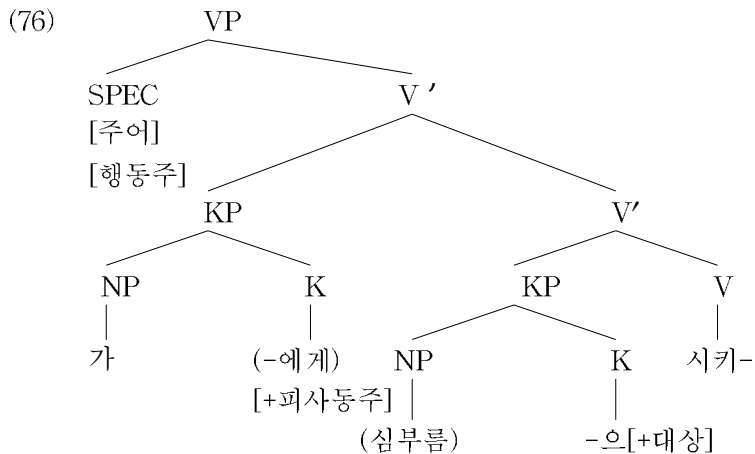 (76) VP
SPEC V′
[주어]
[행동주]
KP V′
NP K KP V
가 (-에게) NP K 시키-
[+피사동주]
(심부름) -으[+대상]